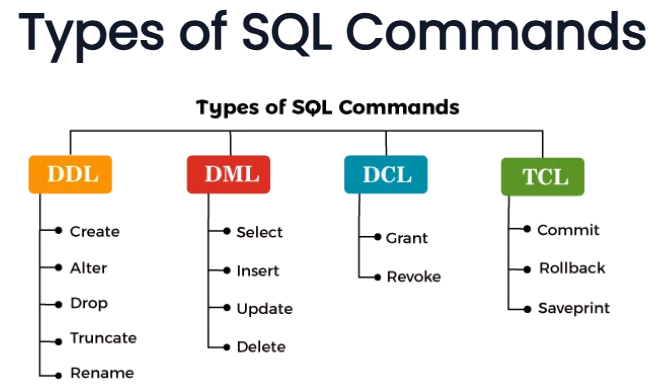 Types of SQL Commands
Types of SQL Commands
DDL
Create
Alter
Drop
Truncate
Rename
DML
Select
Insert
Update
Delete
DCL
Grant
Revoke
TCL
Commit
Rollback
Saveprint